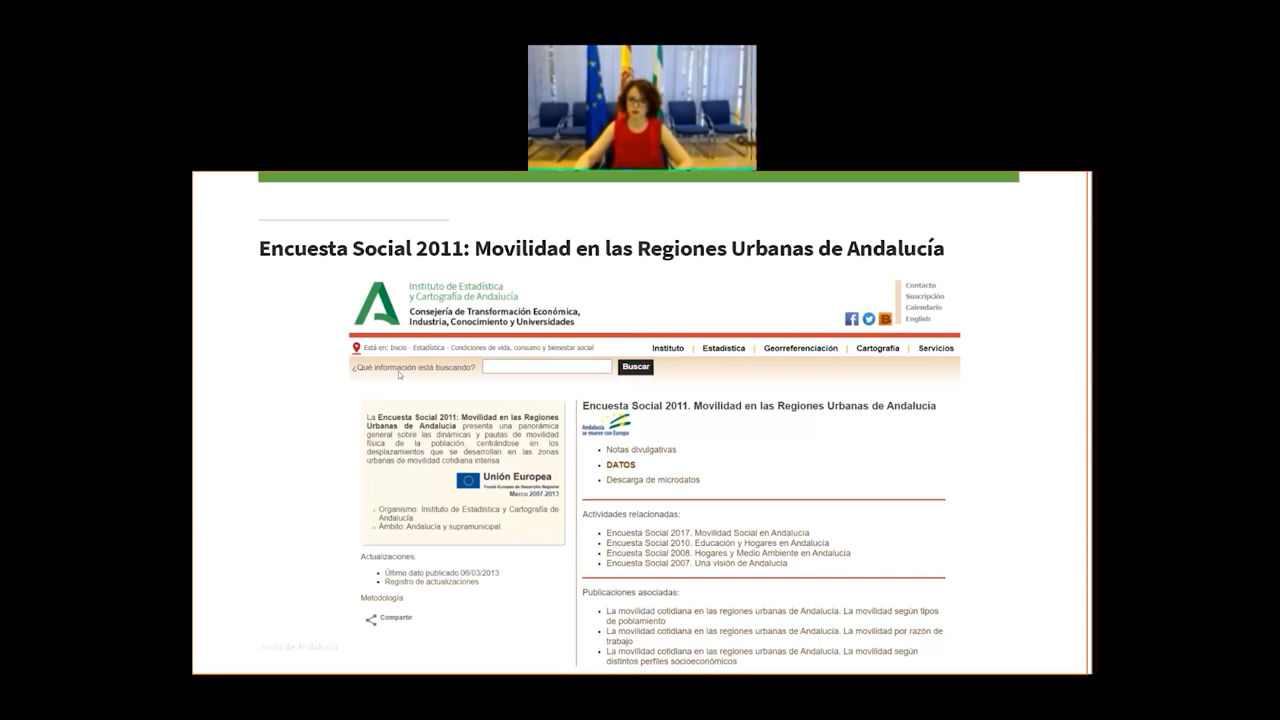 Encuesta Social 2011: Movilidad en las Regiones Urbanas de Andalucía
Instituto de Estadística
y Cartografía de Andalucía
Consejería de Transformación Económica,
Industria, Conocimiento y Universidades
Contacto
Suscripción
Calendario
English
Está en: Inicio - Estadística - Condiciones de vida, consumo y bienestar social
Instituto | Estadística | Georreferenciación | Cartografía | Servicios
¿Qué información está buscando?
Buscar
La Encuesta Social 2011: Movilidad en las Regiones
Urbanas de Andalucía presenta una panorámica
general sobre las dinámicas y pautas de movilidad
física de la población, centrándose en los
desplazamientos que se desarrollan en las zonas
urbanas de movilidad cotidiana intensa.
Unión Europea
Fondo Europeo de Desarrollo Regional
Marco 2007-2013
Organismo: Instituto de Estadística y Cartografía de
Andalucía
Ámbito: Andalucía y supramunicipal
Actualizaciones:
Último dato publicado 06/03/2013
Registro de actualizaciones
Metodología
Compartir
Junta de Andalucía
Encuesta Social 2011. Movilidad en las Regiones Urbanas de Andalucía
Andalucía
se mueve con Europa
Notas divulgativas
DATOS
Descarga de microdatos
Actividades relacionadas:
Encuesta Social 2017. Movilidad Social en Andalucía
Encuesta Social 2010. Educación y Hogares en Andalucía
Encuesta Social 2008. Hogares y Medio Ambiente en Andalucía
Encuesta Social 2007. Una visión de Andalucía
Publicaciones asociadas:
La movilidad cotidiana en las regiones urbanas de Andalucía. La movilidad según tipos
de poblamiento
La movilidad cotidiana en las regiones urbanas de Andalucía. La movilidad por razón de
trabajo
La movilidad cotidiana en las regiones urbanas de Andalucía. La movilidad según
distintos perfiles socioeconómicos